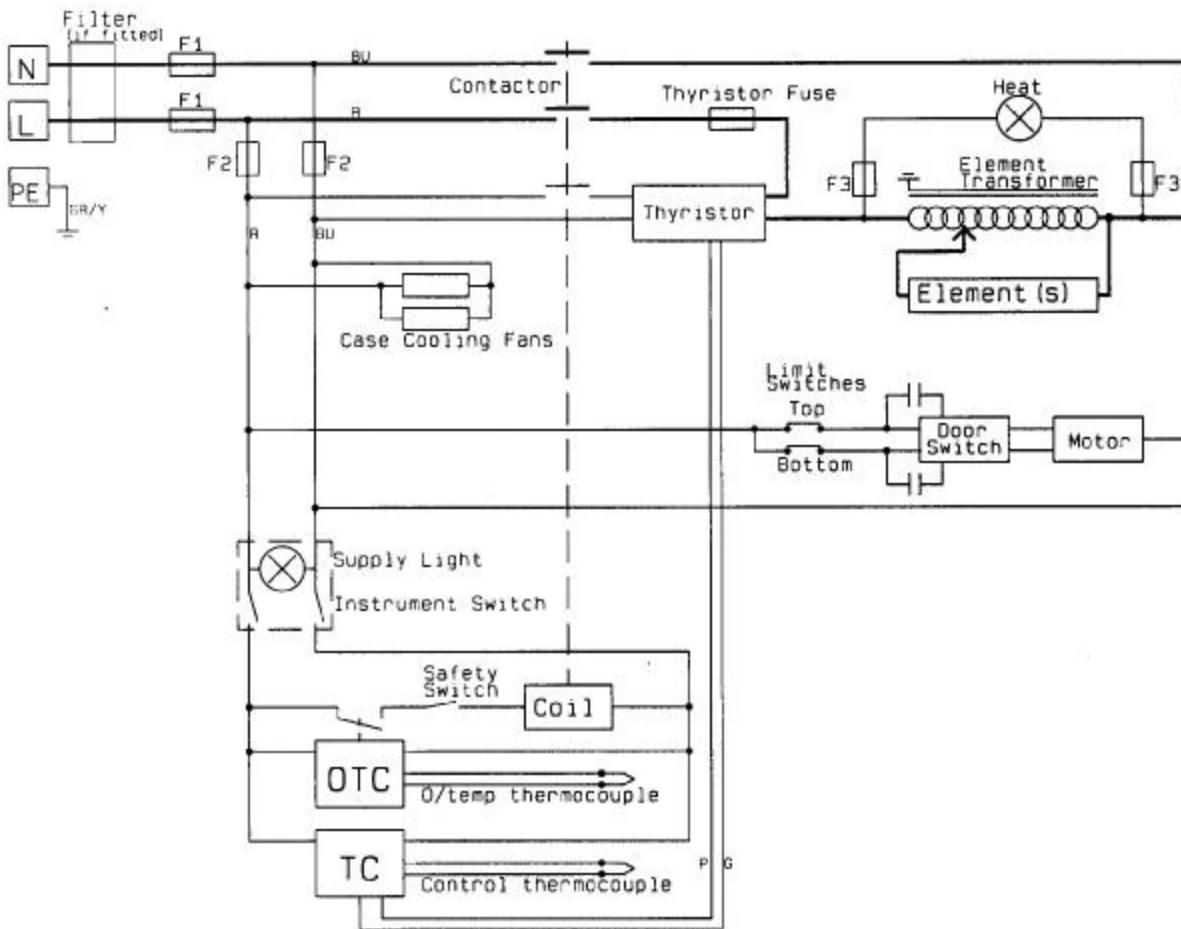 Filter
(if fitted)
F1
N
BU
Contactor
F1
L
R
Thyristor Fuse
Heat
F2
F2
F3
Element
Transformer
F3
PE
GR/Y
Thyristor
R
BU
Element(s)
Case Cooling Fans
Limit
Switches
Top
Door
Switch
Motor
Bottom
Supply Light
Instrument Switch
Safety
Switch
Coil
OTC
O/temp thermocouple
TC
Control thermocouple
P
G